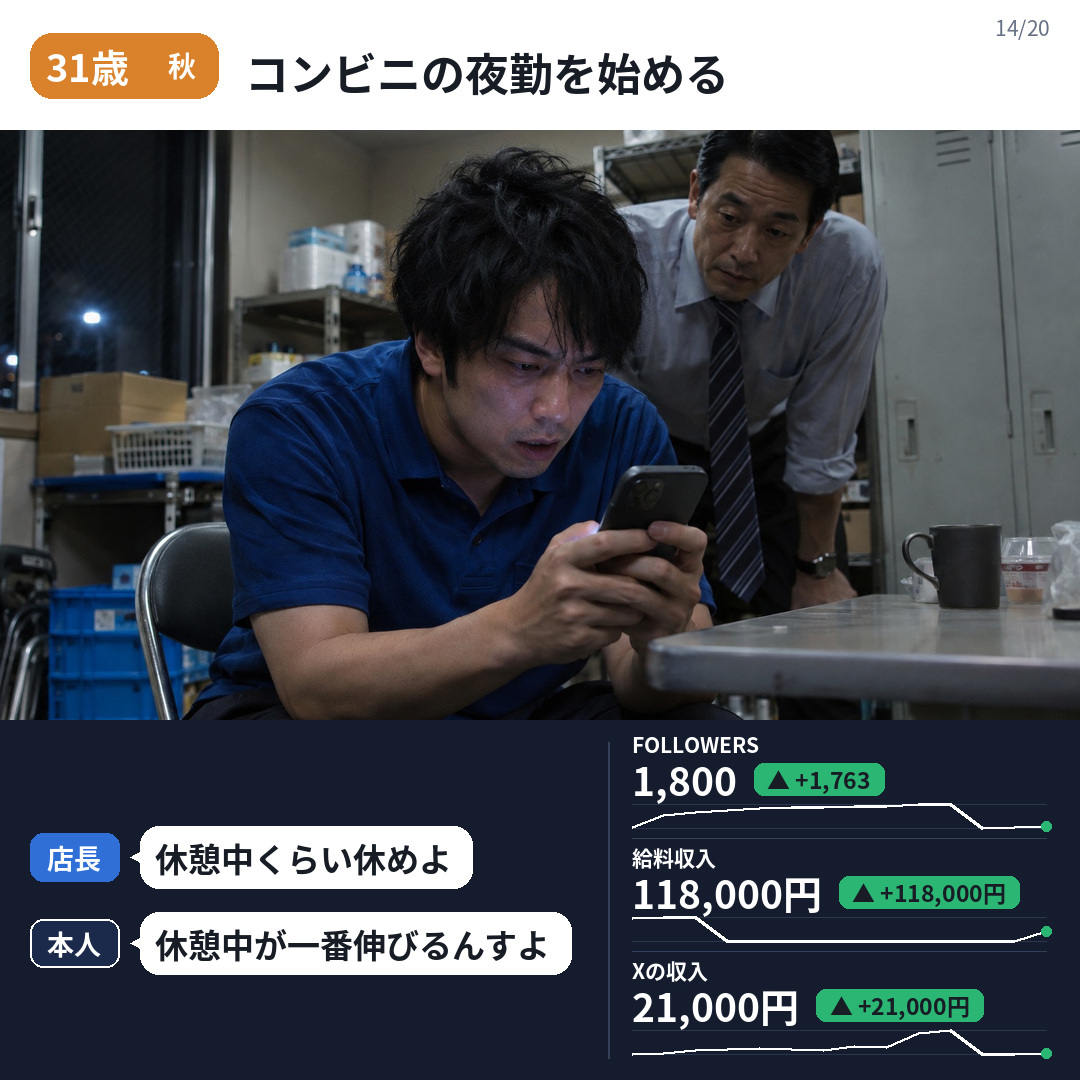 14/20
31歳 秋
コンビニの夜勤を始める
店長
休憩中くらい休めよ
本人
休憩中が一番伸びるんすよ
FOLLOWERS
1,800 ▲ +1,763
給料収入
118,000円 ▲ +118,000円
Xの収入
21,000円 ▲ +21,000円